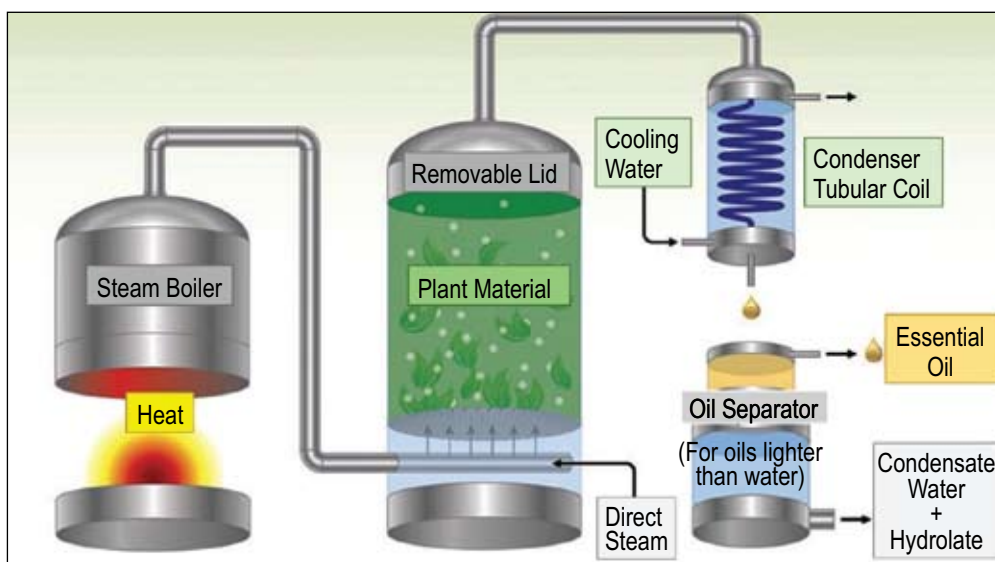 Steam Boiler
Heat
Removable Lid
Plant Material
Direct
Steam
Cooling
Water
Condenser
Tubular Coil
Essential
Oil
Oil Separator
(For oils lighter
than water)
Condensate
Water
+
Hydrolate